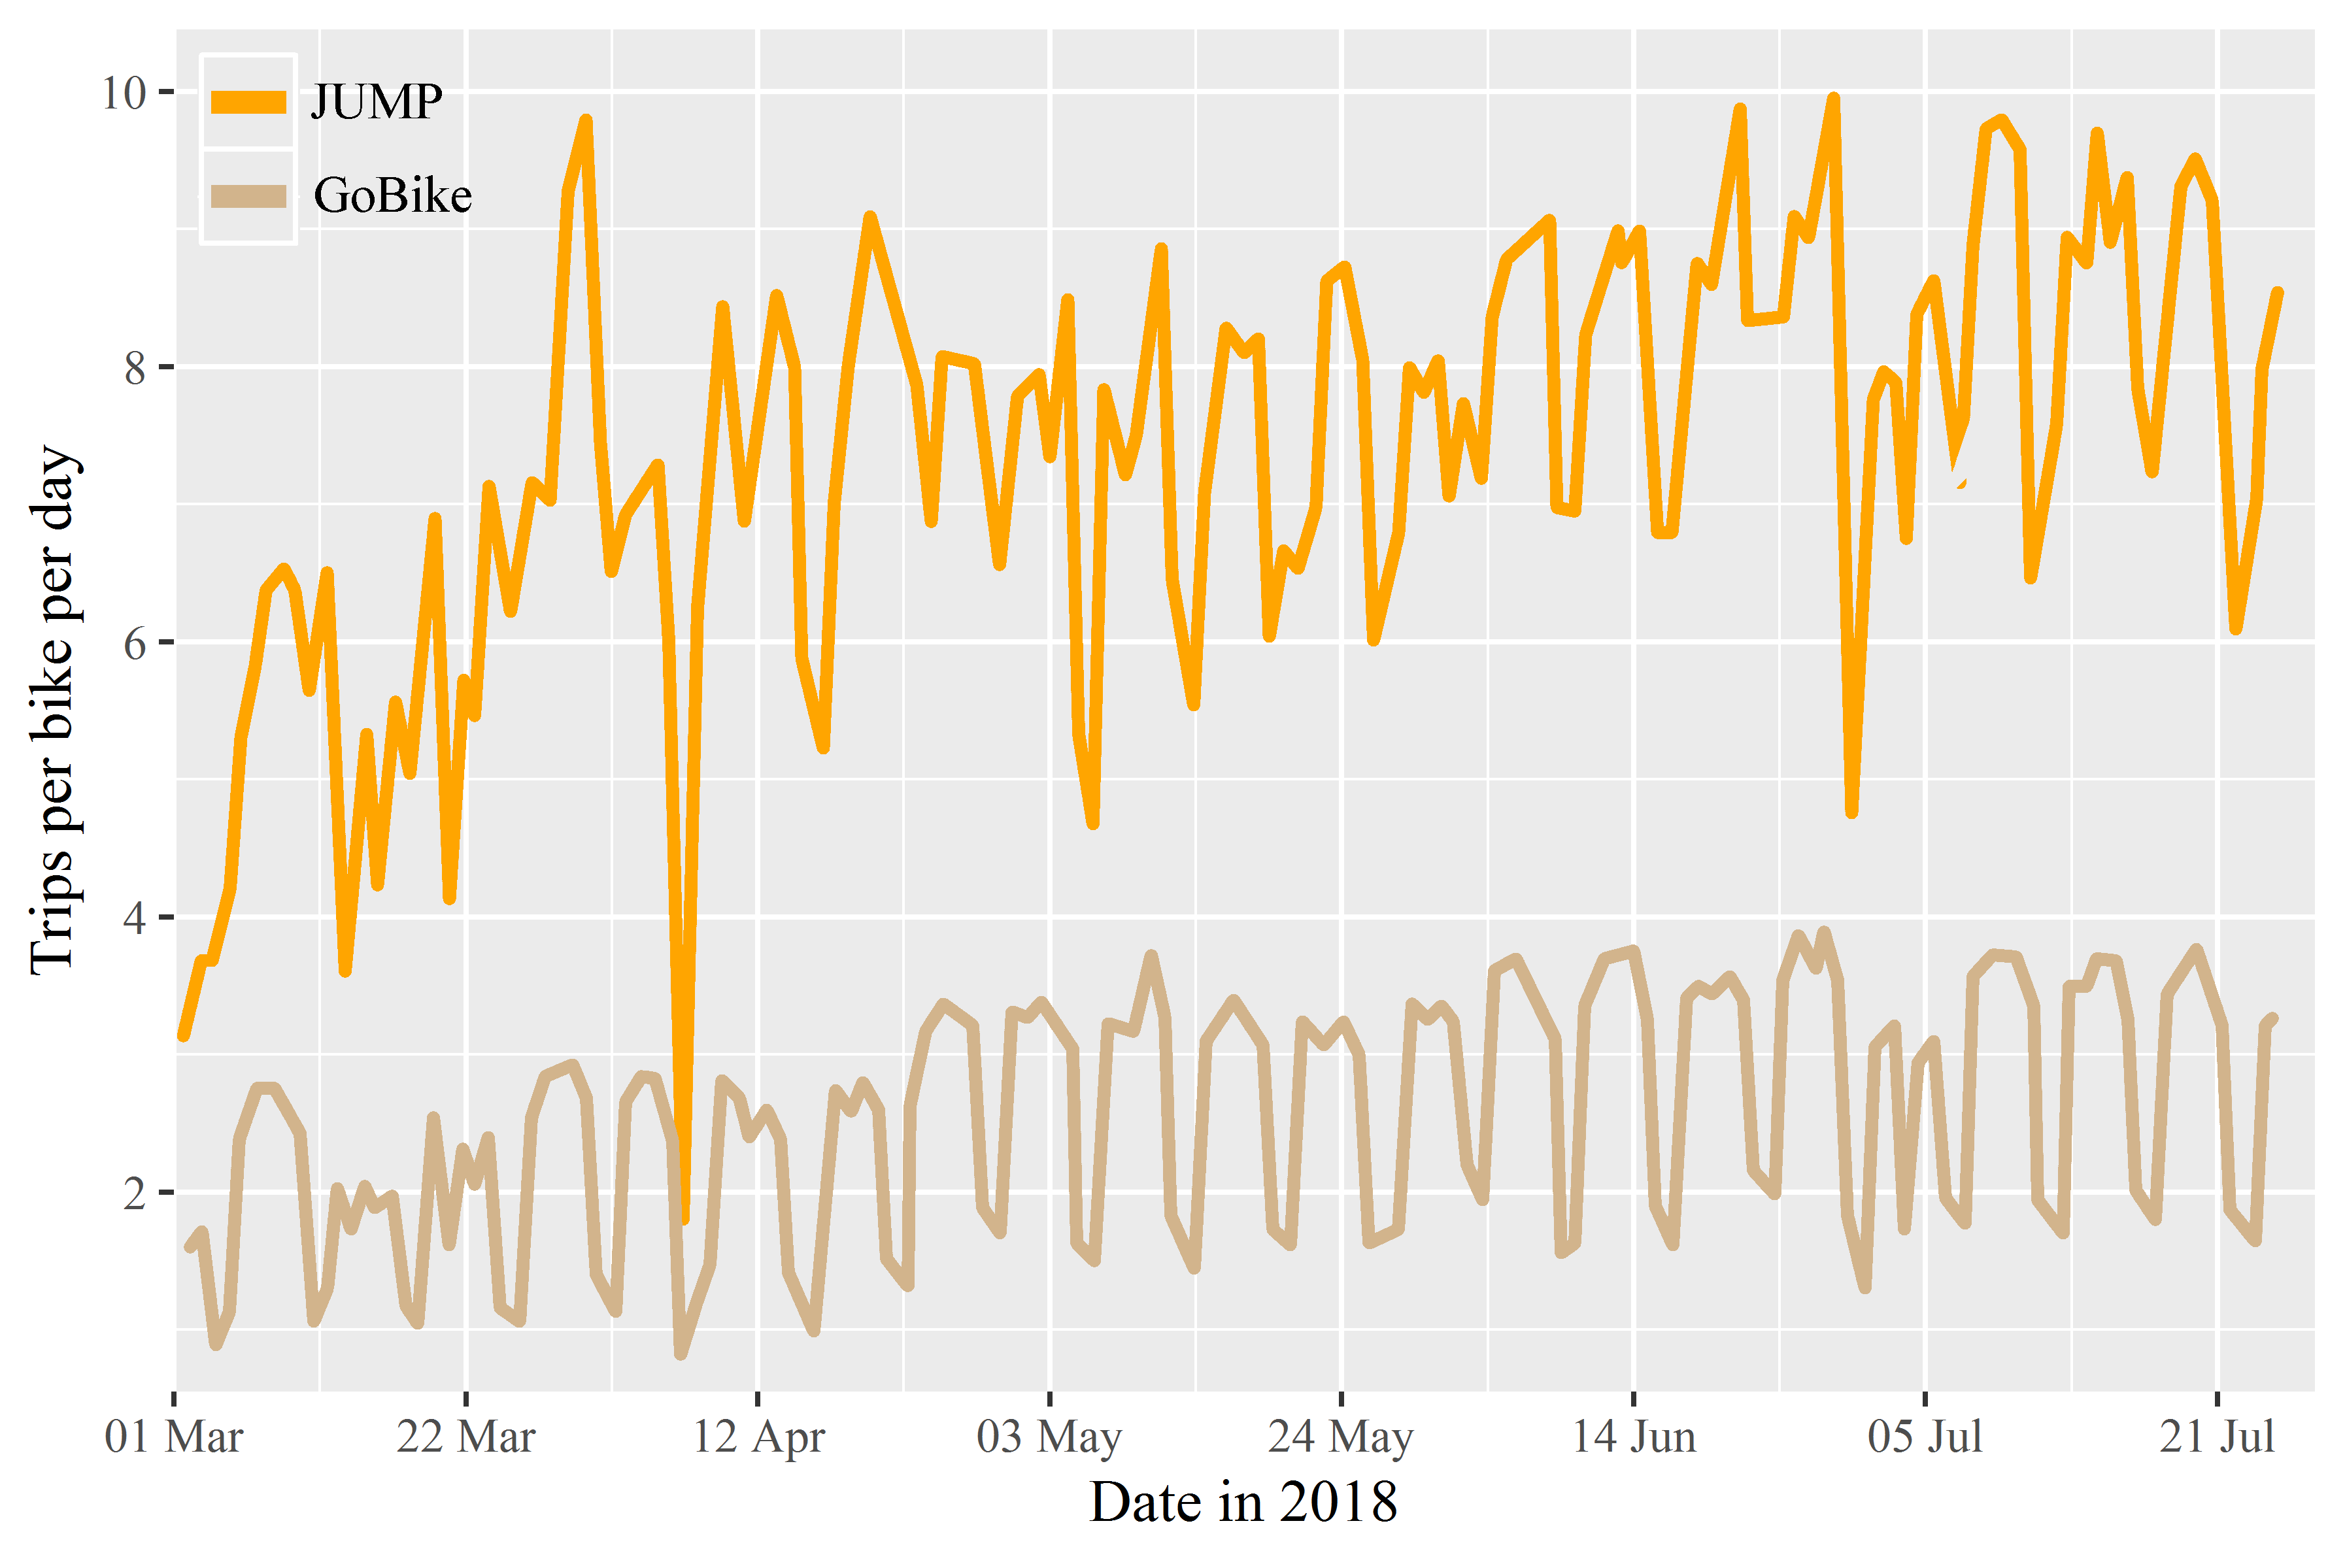 JUMP
GoBike
Trips per bike per day
10
8
6
4
2
01 Mar
22 Mar
12 Apr
03 May
24 May
14 Jun
05 Jul
21 Jul
Date in 2018